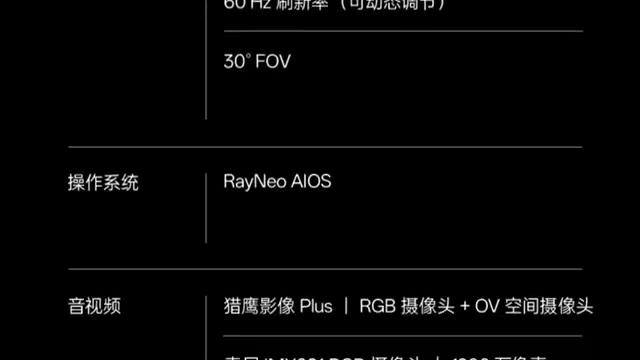 60 Hz 刷新率（可动态调节）
30° FOV
操作系统
RayNeo AIOS
音视频
猎鹰影像 Plus | RGB 摄像头 + OV 空间摄像头